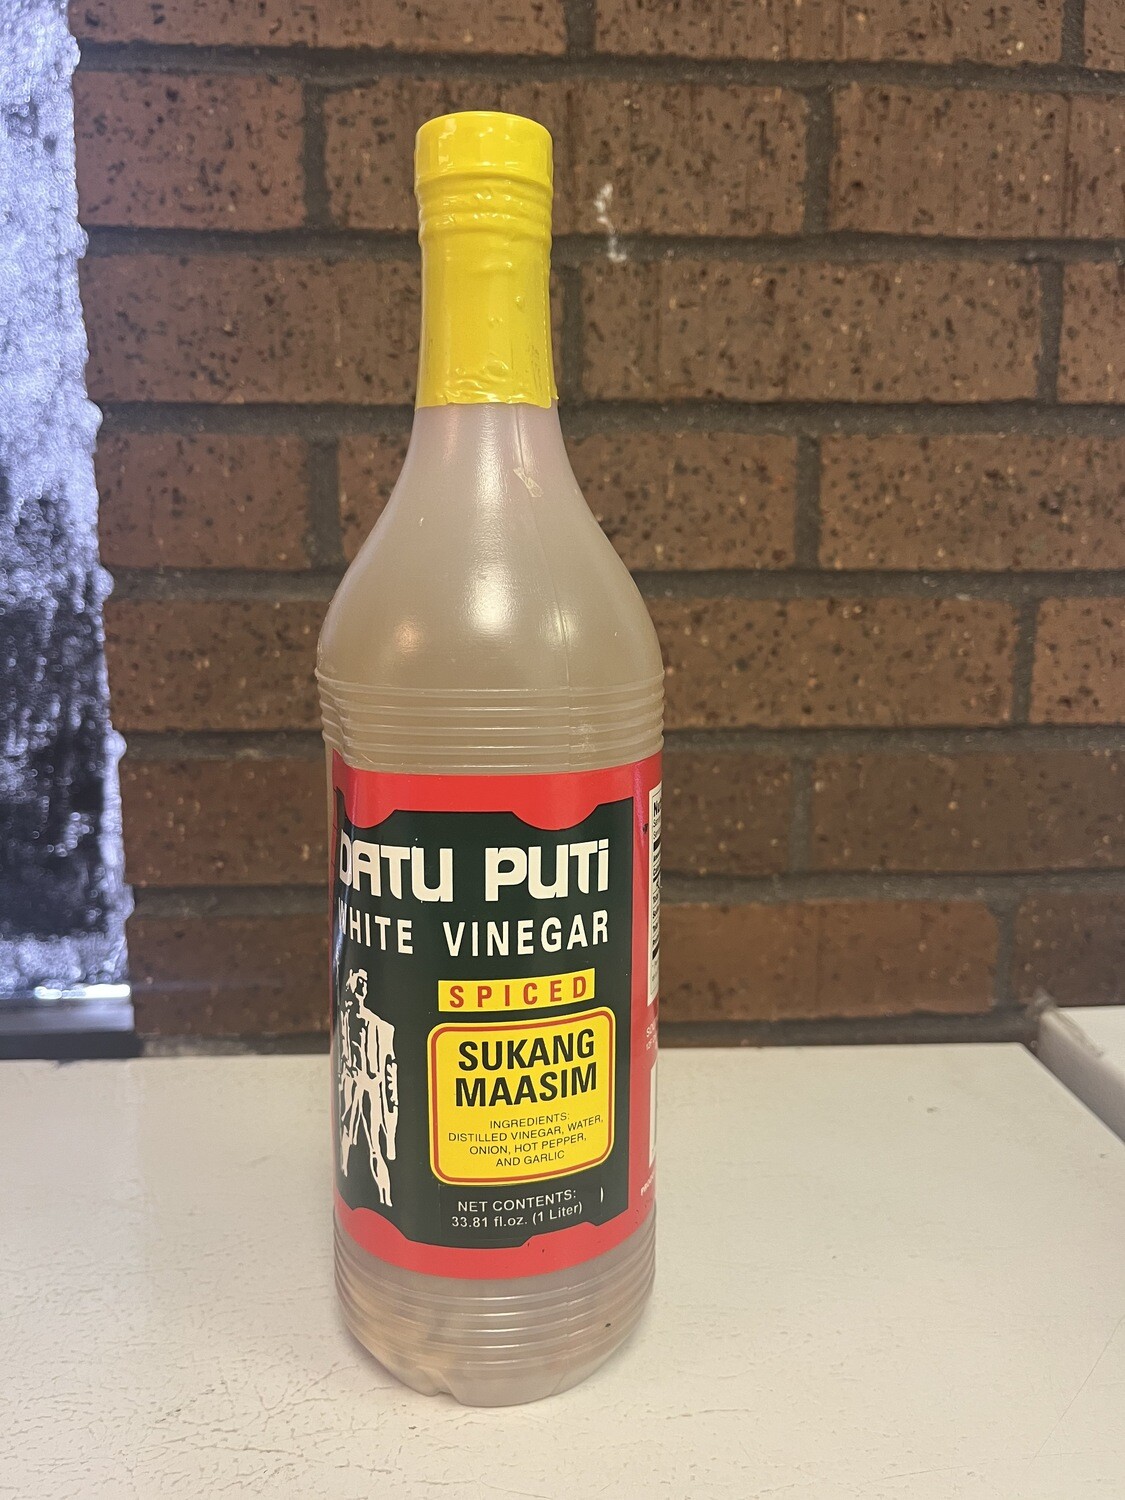 DATU PUTi
WHITE VINEGAR
SPICED
SUKANG
MAASIM
INGREDIENTS:
DISTILLED VINEGAR, WATER,
ONION, HOT PEPPER,
AND GARLIC
NET CONTENTS:
33.81 fl.oz. (1 Liter)